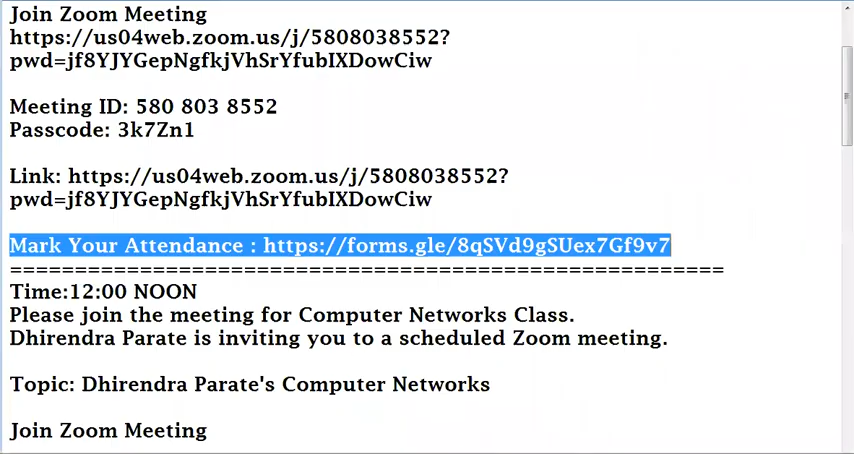 Join Zoom Meeting
https://us04web.zoom.us/j/5808038552?
pwd=jf8YJYGepNgfkjVhSrYfubIXDowCiw
Meeting ID: 580 803 8552
Passcode: 3k7Zn1
Link: https://us04web.zoom.us/j/5808038552?
pwd=jf8YJYGepNgfkjVhSrYfubIXDowCiw
Mark Your Attendance : https://forms.gle/8qSVd9gSUex7Gf9v7
=======================================================
Time:12:00 NOON
Please join the meeting for Computer Networks Class.
Dhirendra Parate is inviting you to a scheduled Zoom meeting.
Topic: Dhirendra Parate's Computer Networks
Join Zoom Meeting